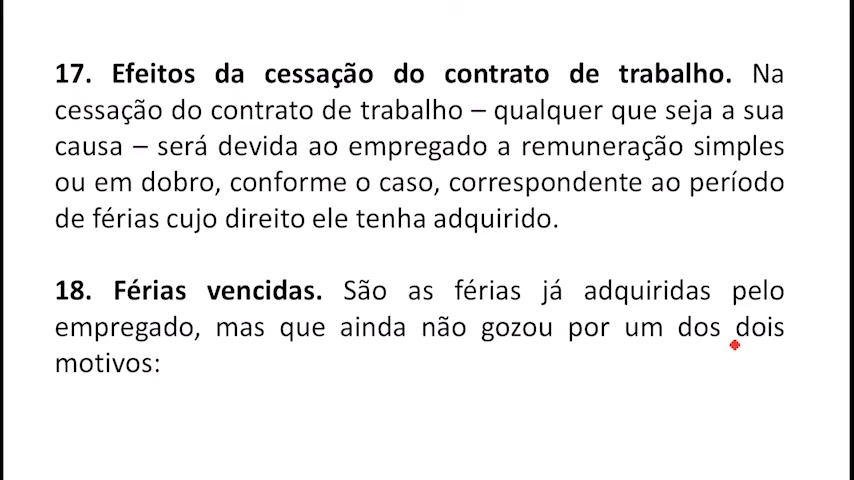 17. Efeitos da cessação do contrato de trabalho. Na
cessação do contrato de trabalho – qualquer que seja a sua
causa – será devida ao empregado a remuneração simples
ou em dobro, conforme o caso, correspondente ao período
de férias cujo direito ele tenha adquirido.
18. Férias vencidas. São as férias já adquiridas pelo
empregado, mas que ainda não gozou por um dos dois
motivos: